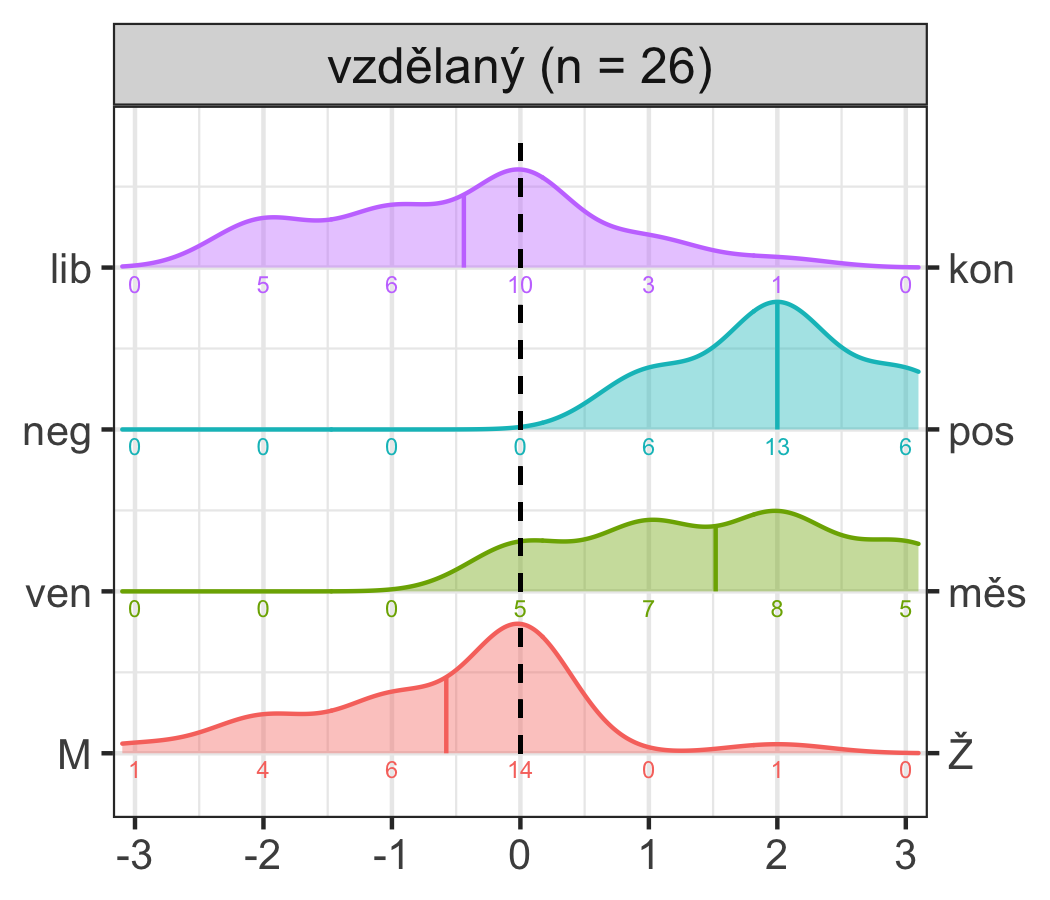 vzdělaný (n = 26)
lib kon
0 5 6 10 3 1 0
neg pos
0 0 0 0 6 13 6
ven měs
0 0 0 5 7 8 5
M Ž
1 4 6 14 0 1 0
-3 -2 -1 0 1 2 3